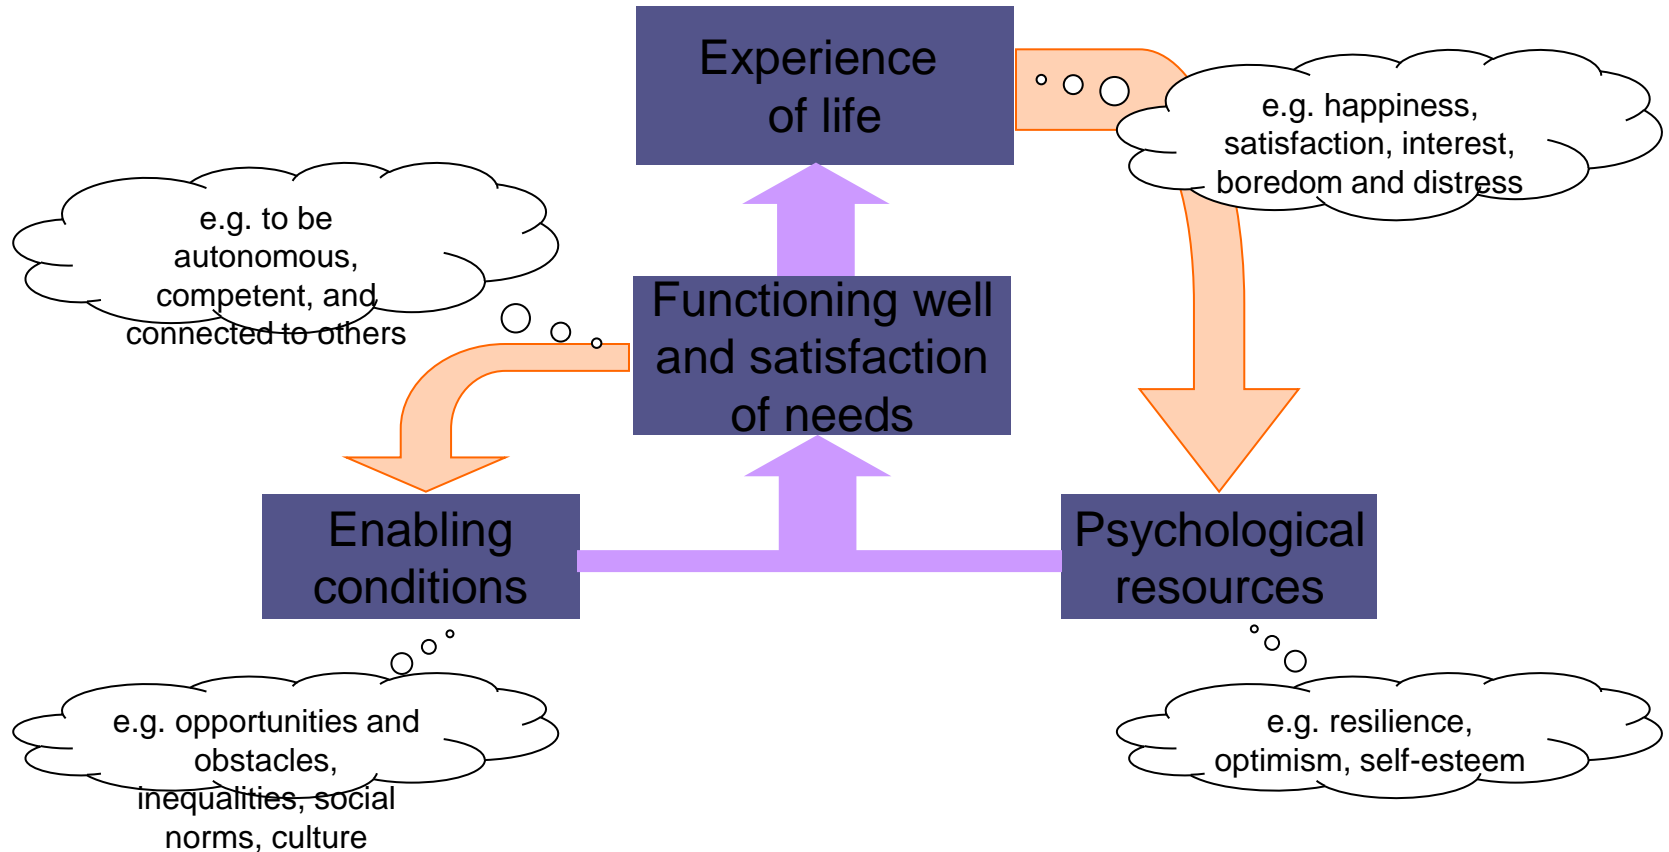 Experience
of life
e.g. happiness,
satisfaction, interest,
boredom and distress
e.g. to be
autonomous,
competent, and
connected to others
Functioning well
and satisfaction
of needs
Enabling
conditions
Psychological
resources
e.g. opportunities and
obstacles,
inequalities, social
norms, culture
e.g. resilience,
optimism, self-esteem